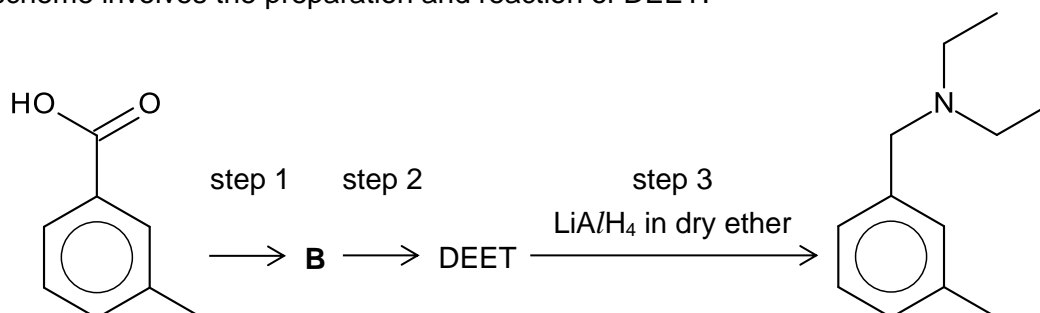 scheme involves the preparation and reaction of DEET.
HO
O
N
step 1
step 2
step 3
LiAlH₄ in dry ether
B
DEET